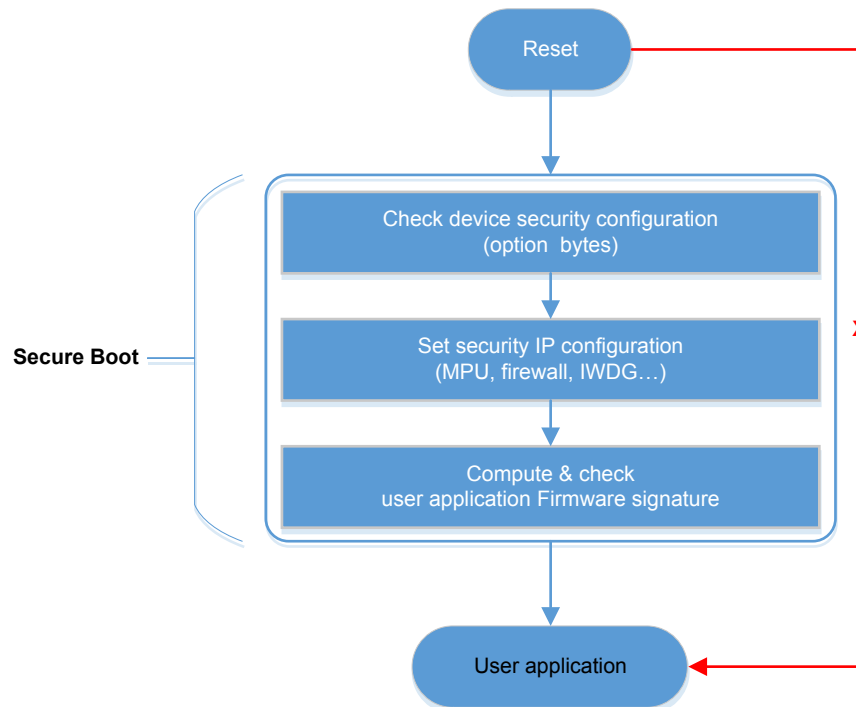 Reset
Check device security configuration
(option bytes)
Set security IP configuration
(MPU, firewall, IWDG…)
Secure Boot
Compute & check
user application Firmware signature
User application